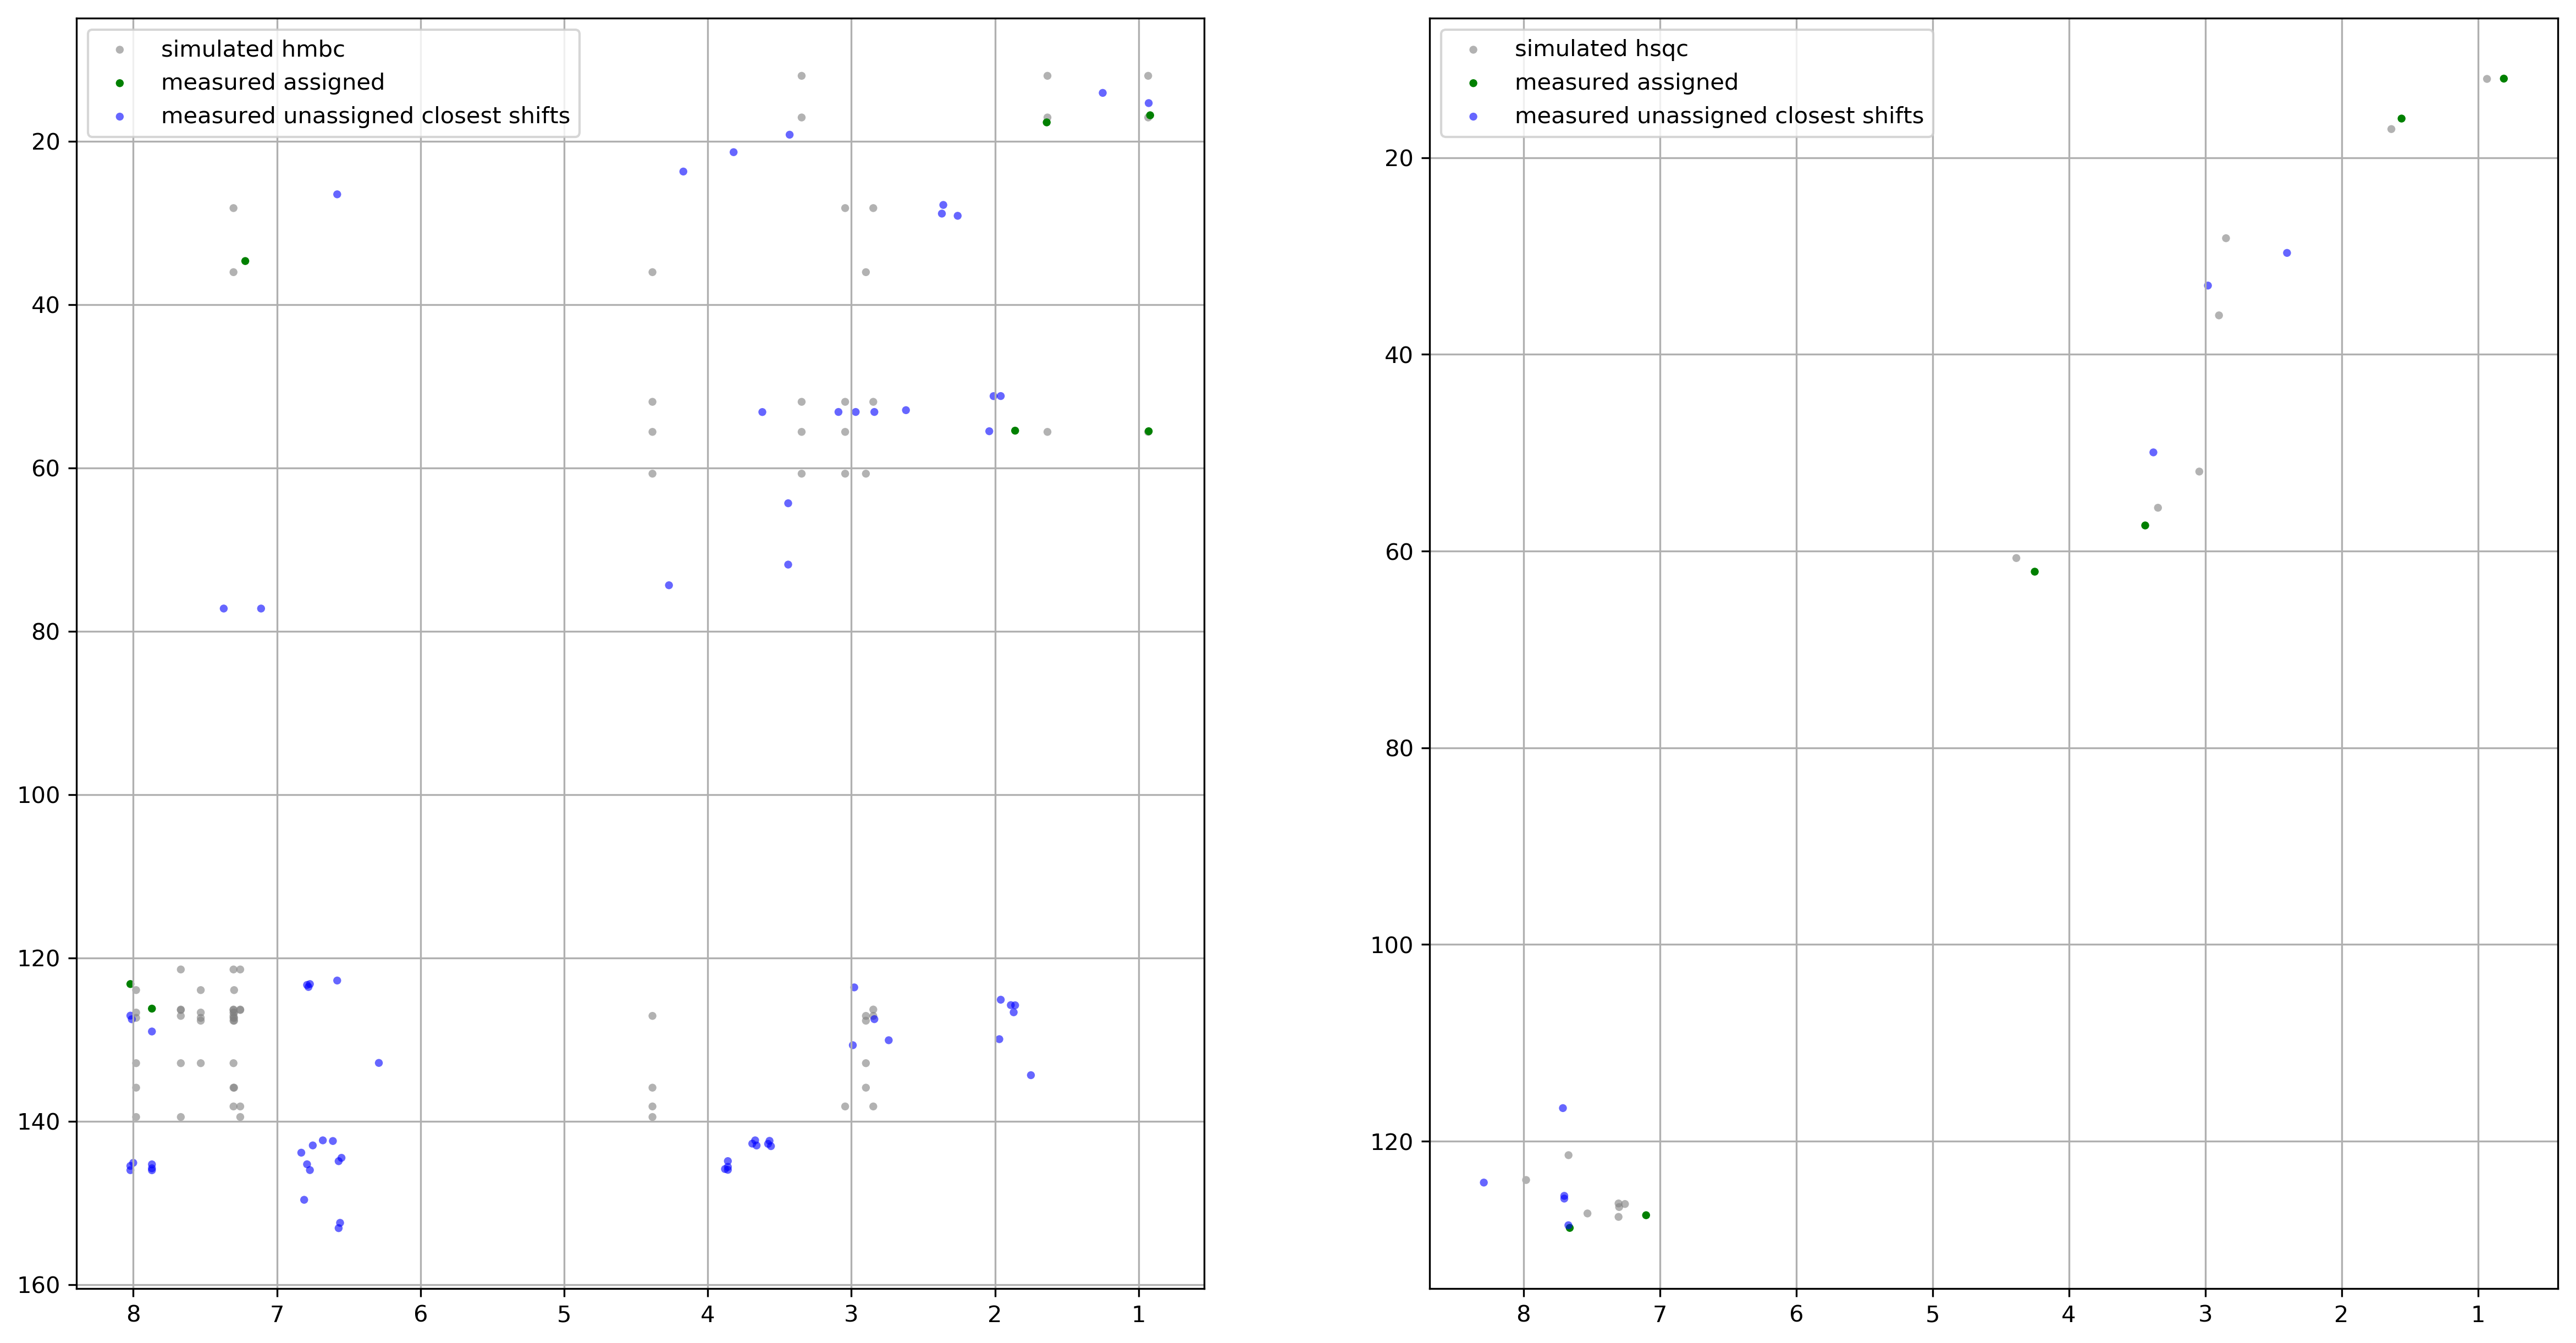 simulated hmbc
measured assigned
measured unassigned closest shifts
20
40
60
80
100
120
140
160
8 7 6 5 4 3 2 1
simulated hsqc
measured assigned
measured unassigned closest shifts
20
40
60
80
100
120
8 7 6 5 4 3 2 1